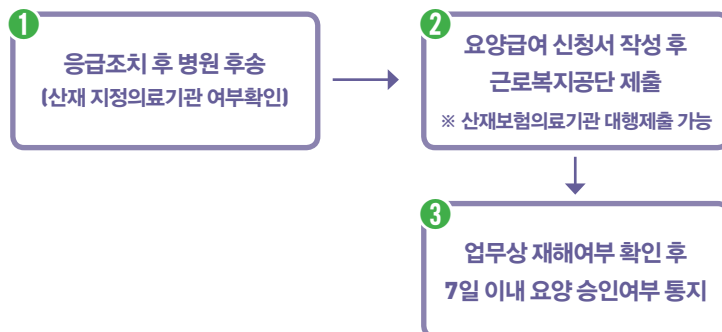 1
응급조치 후 병원 후송
(산재 지정의료기관 여부확인)
2
요양급여 신청서 작성 후
근로복지공단 제출
※ 산재보험의료기관 대행제출 가능
3
업무상 재해여부 확인 후
7일 이내 요양 승인여부 통지